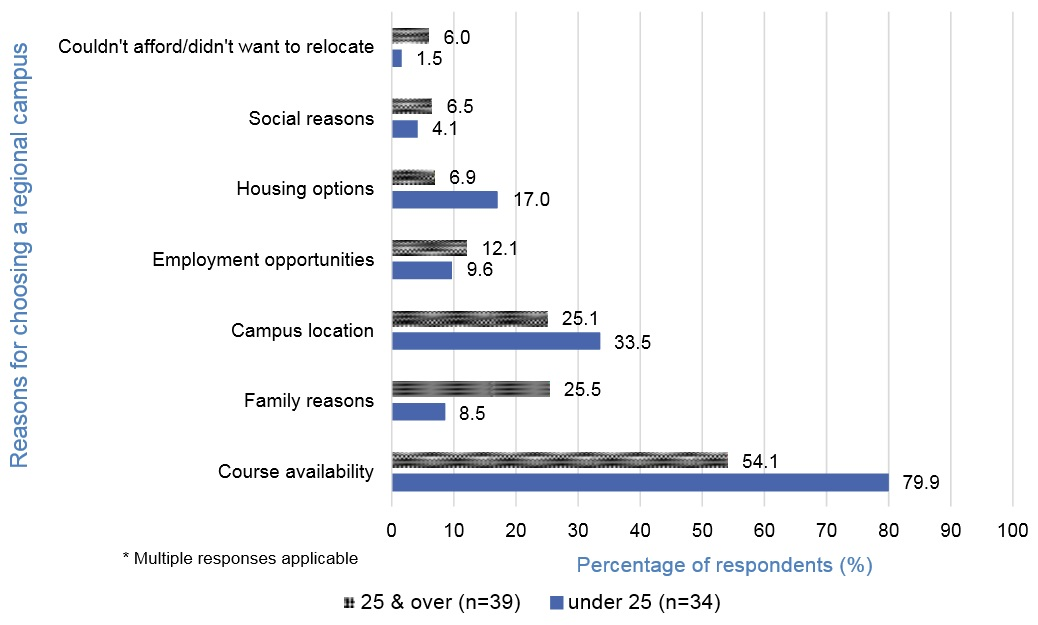 Reasons for choosing a regional campus
Couldn't afford/didn't want to relocate
6.0
1.5
Social reasons
6.5
4.1
Housing options
6.9
17.0
Employment opportunities
12.1
9.6
Campus location
25.1
33.5
Family reasons
25.5
8.5
Course availability
54.1
79.9
0 10 20 30 40 50 60 70 80 90 100
* Multiple responses applicable
Percentage of respondents (%)
25 & over (n=39) under 25 (n=34)